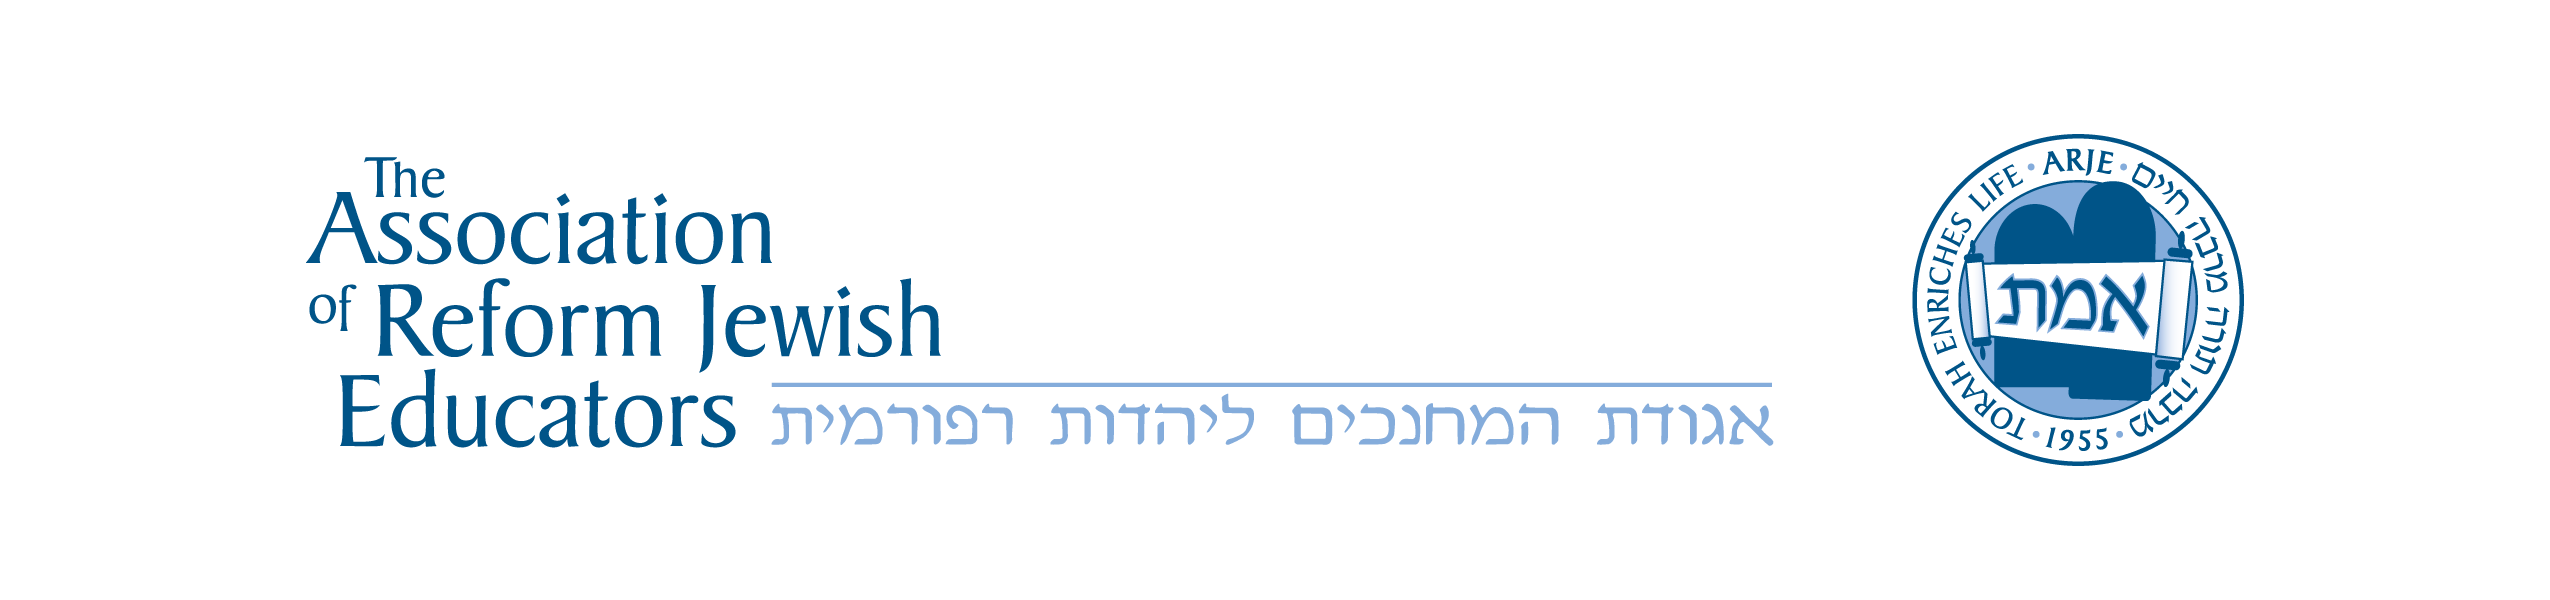 The
Association
of Reform Jewish
Educators
אגודת המחנכים ליהדות רפורמית
TORAH ENRICHES LIFE · ARJE · מרבה תורה מרבה חיים · 1955 ·
אמת